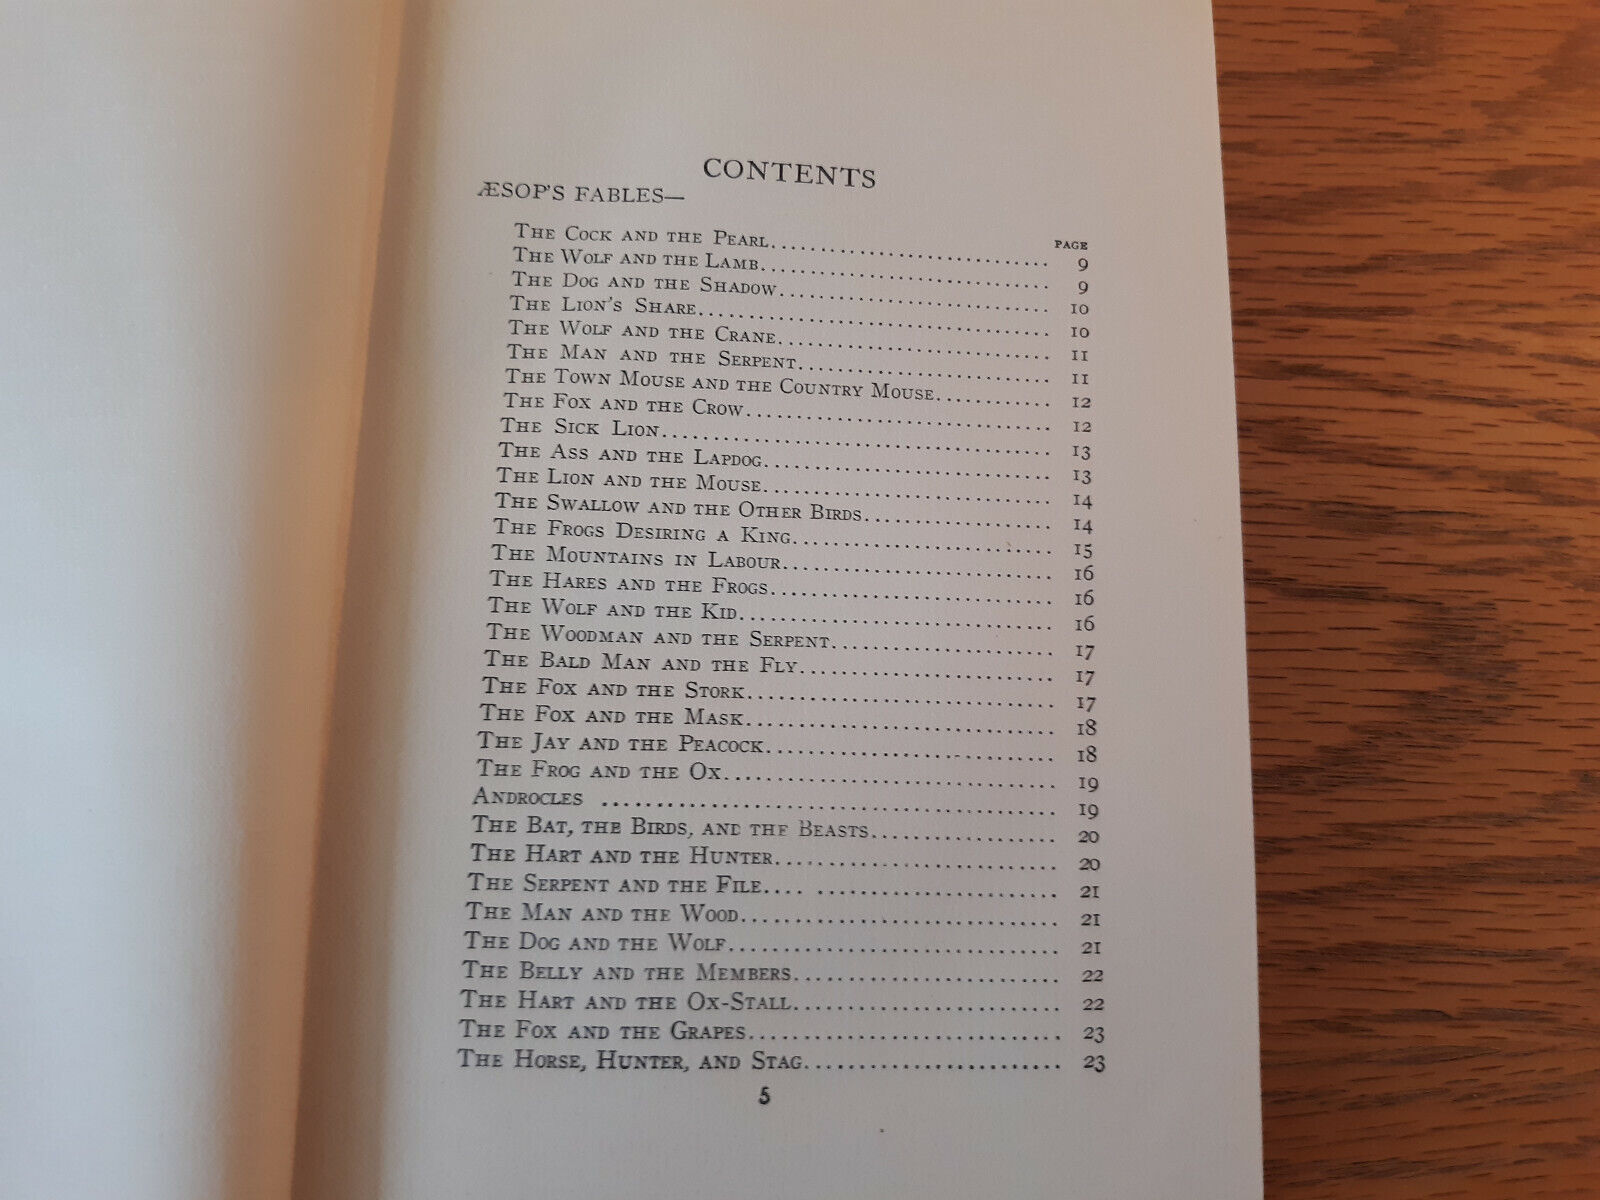 CONTENTS
ÆSOP'S FABLES—
PAGE
THE COCK AND THE PEARL............................ 9
THE WOLF AND THE LAMB............................. 9
THE DOG AND THE SHADOW........................... 10
THE LION'S SHARE.................................... 10
THE WOLF AND THE CRANE........................... 11
THE MAN AND THE SERPENT......................... 11
THE TOWN MOUSE AND THE COUNTRY MOUSE............ 12
THE FOX AND THE CROW.............................. 12
THE SICK LION....................................... 13
THE ASS AND THE LAPDOG............................ 13
THE LION AND THE MOUSE............................ 14
THE SWALLOW AND THE OTHER BIRDS.................. 14
THE FROGS DESIRING A KING......................... 15
THE MOUNTAINS IN LABOUR........................... 16
THE HARES AND THE FROGS........................... 16
THE WOLF AND THE KID.............................. 16
THE WOODMAN AND THE SERPENT...................... 17
THE BALD MAN AND THE FLY.......................... 17
THE FOX AND THE STORK.............................. 17
THE FOX AND THE MASK.............................. 18
THE JAY AND THE PEACOCK............................ 18
THE FROG AND THE OX................................ 19
ANDROCLES ......................................... 19
THE BAT, THE BIRDS, AND THE BEASTS................. 20
THE HART AND THE HUNTER........................... 20
THE SERPENT AND THE FILE.... ...................... 21
THE MAN AND THE WOOD.............................. 21
THE DOG AND THE WOLF.............................. 21
THE BELLY AND THE MEMBERS......................... 22
THE HART AND THE OX-STALL......................... 22
THE FOX AND THE GRAPES............................ 23
THE HORSE, HUNTER, AND STAG........................ 23
5